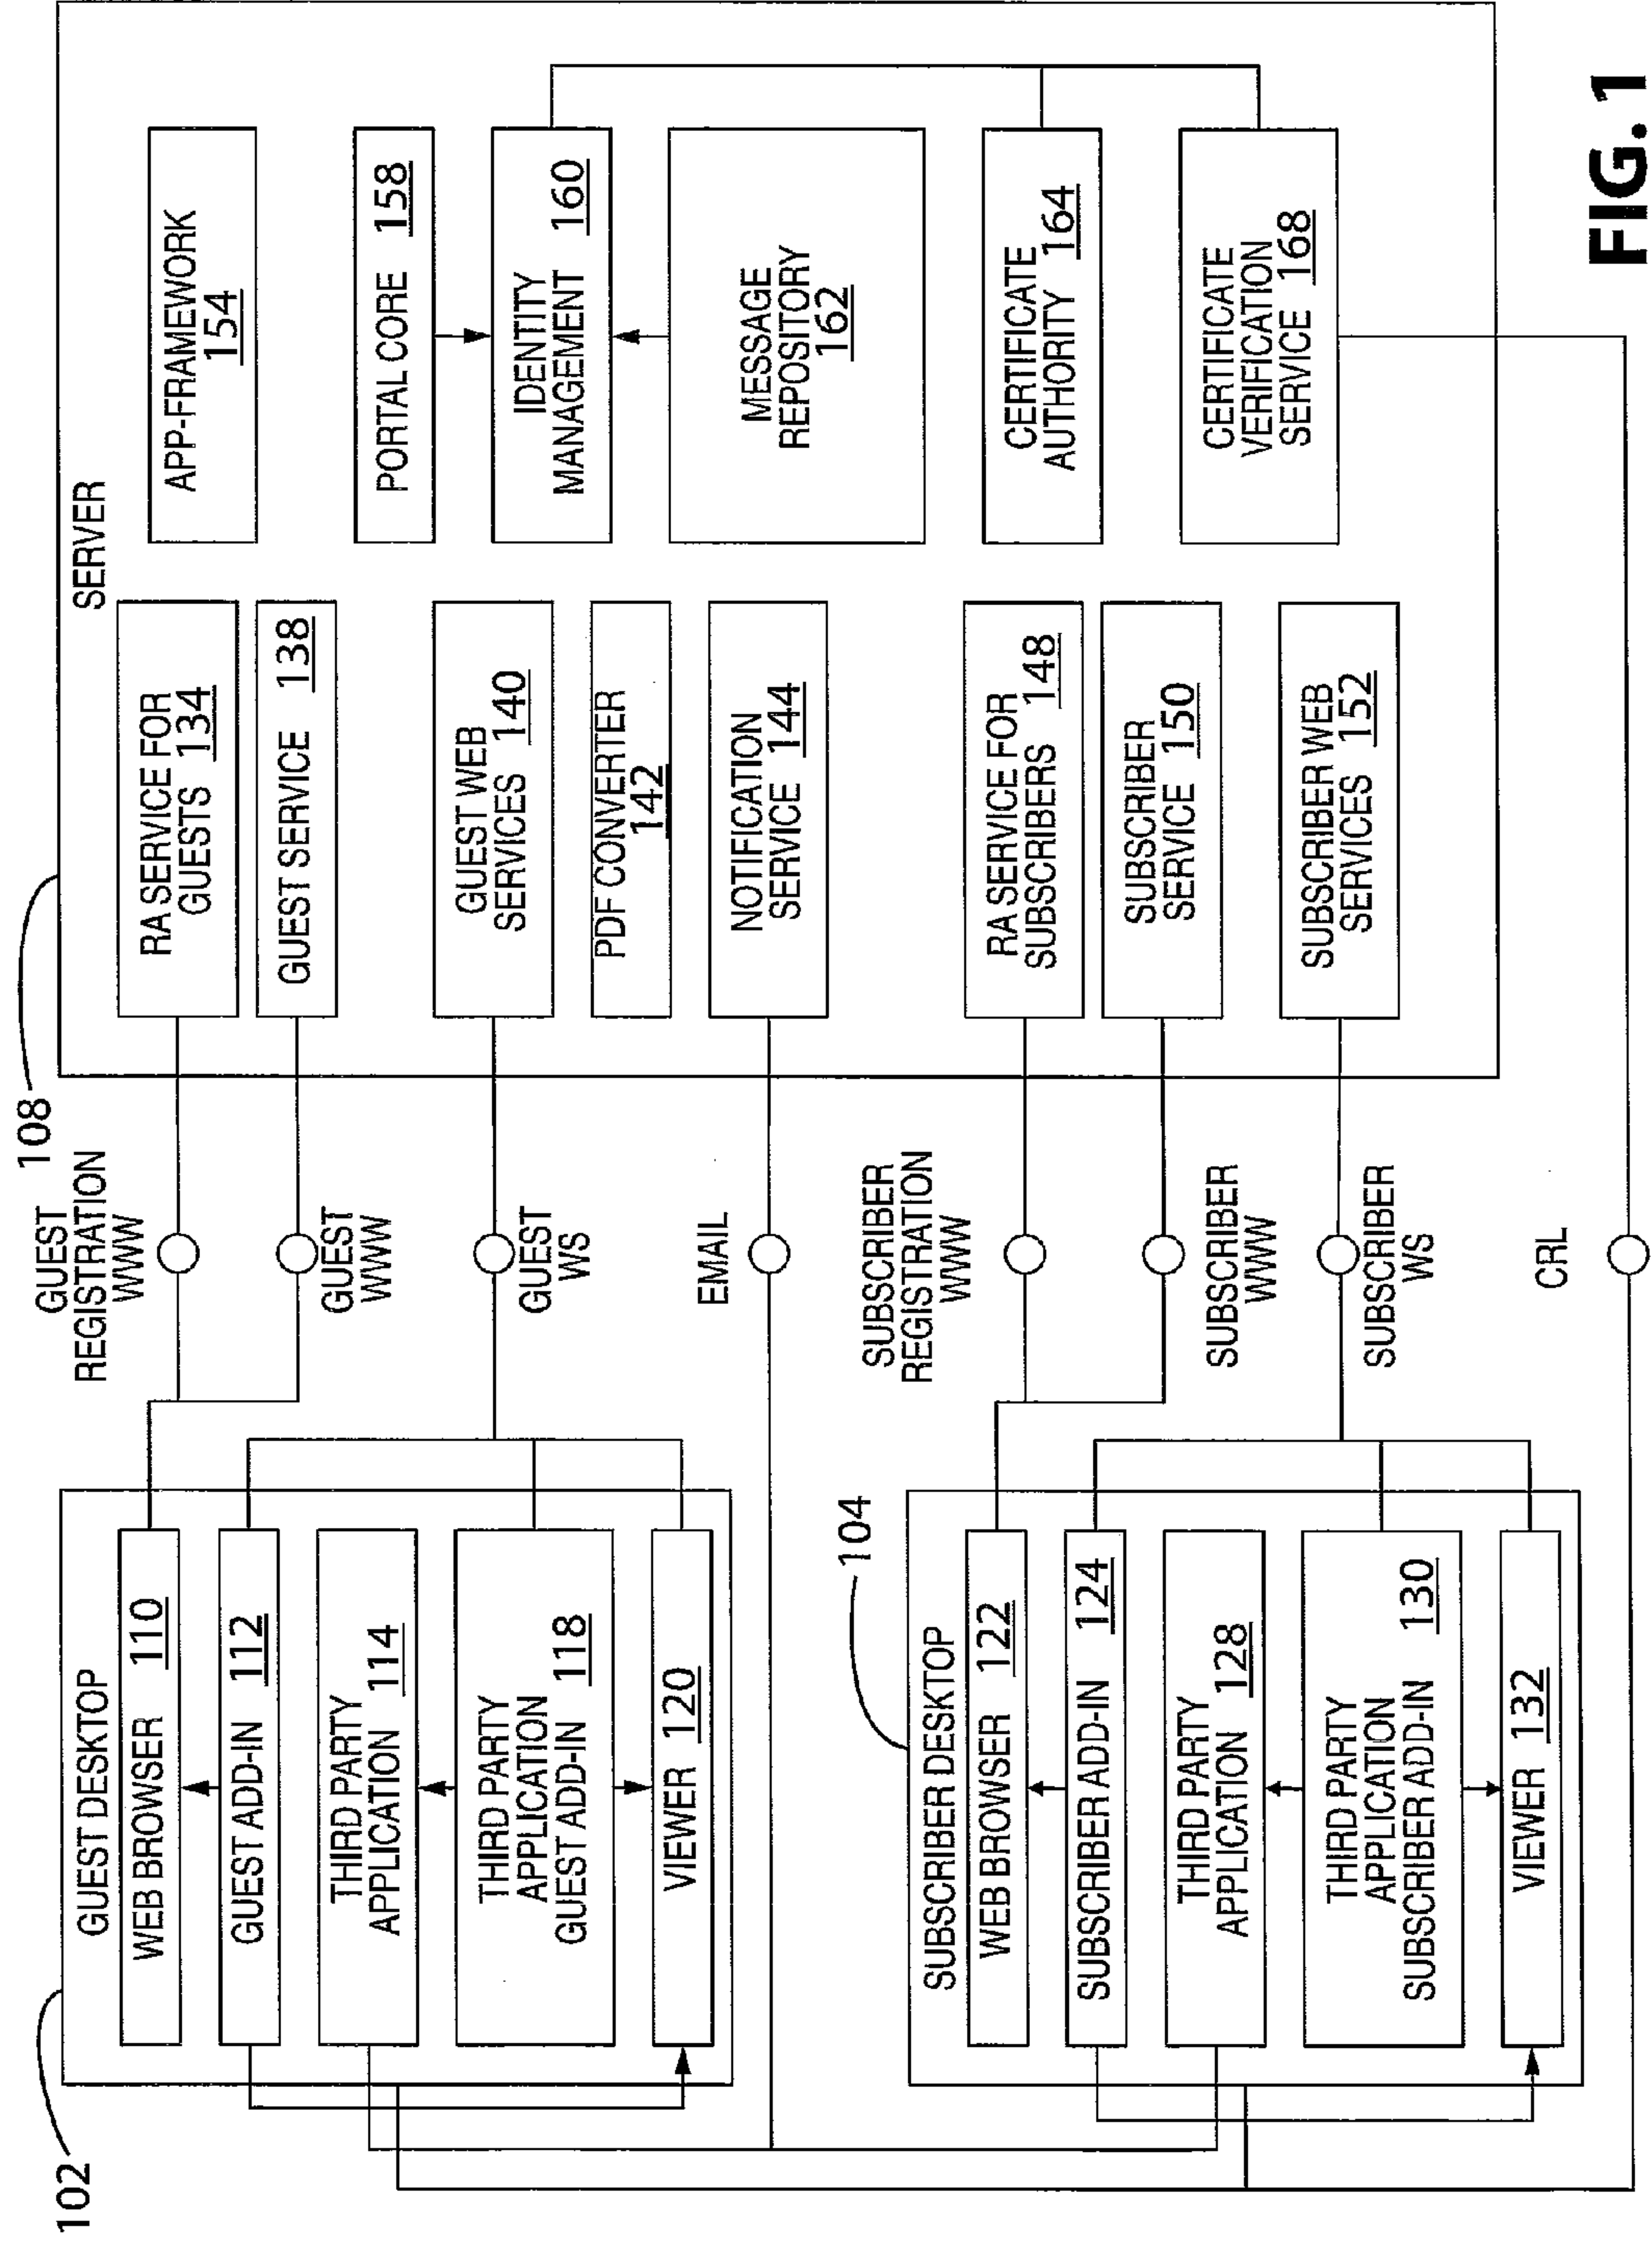 102
GUEST DESKTOP
WEB BROWSER 110
GUEST ADD-IN 112
THIRD PARTY
APPLICATION 114
THIRD PARTY
APPLICATION
GUEST ADD-IN 118
VIEWER 120
104
SUBSCRIBER DESKTOP
WEB BROWSER 122
SUBSCRIBER ADD-IN 124
THIRD PARTY
APPLICATION 128
THIRD PARTY
APPLICATION
SUBSCRIBER ADD-IN 130
VIEWER 132
GUEST
REGISTRATION
WWW
GUEST
WWW
GUEST
WS
EMAIL
SUBSCRIBER
REGISTRATION
WWW
SUBSCRIBER
WWW
SUBSCRIBER
WS
CRL
108
SERVER
RA SERVICE FOR
GUESTS 134
GUEST SERVICE 138
GUEST WEB
SERVICES 140
PDF CONVERTER
142
NOTIFICATION
SERVICE 144
RA SERVICE FOR
SUBSCRIBERS 148
SUBSCRIBER
SERVICE 150
SUBSCRIBER WEB
SERVICES 152
APP-FRAMEWORK
154
PORTAL CORE 158
IDENTITY
MANAGEMENT 160
MESSAGE
REPOSITORY
162
CERTIFICATE
AUTHORITY 164
CERTIFICATE
VERIFICATION
SERVICE 168
FIG. 1